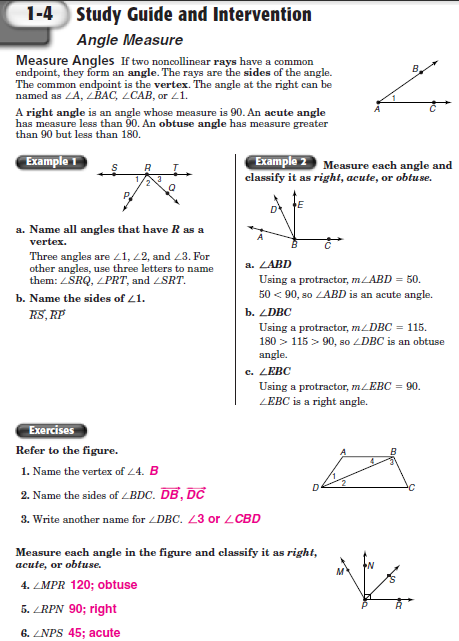 1-4 Study Guide and Intervention
Angle Measure
Measure Angles If two noncollinear rays have a common
endpoint, they form an angle. The rays are the sides of the angle.
The common endpoint is the vertex. The angle at the right can be
named as ∠A, ∠BAC, ∠CAB, or ∠1.
A right angle is an angle whose measure is 90. An acute angle
has measure less than 90. An obtuse angle has measure greater
than 90 but less than 180.
B
1
A C
Example 1
S R T
1 2 3
P Q
a. Name all angles that have R as a
vertex.
Three angles are ∠1, ∠2, and ∠3. For
other angles, use three letters to name
them: ∠SRQ, ∠PRT, and ∠SRT.
b. Name the sides of ∠1.
RS, RP
Example 2 Measure each angle and
classify it as right, acute, or obtuse.
D E
A
B C
a. ∠ABD
Using a protractor, m∠ABD = 50.
50 < 90, so ∠ABD is an acute angle.
b. ∠DBC
Using a protractor, m∠DBC = 115.
180 > 115 > 90, so ∠DBC is an obtuse
angle.
c. ∠EBC
Using a protractor, m∠EBC = 90.
∠EBC is a right angle.
Exercises
Refer to the figure.
1. Name the vertex of ∠4. B
2. Name the sides of ∠BDC. DB, DC
3. Write another name for ∠DBC. ∠3 or ∠CBD
A B
4 3
1
2
D C
Measure each angle in the figure and classify it as right,
acute, or obtuse.
4. ∠MPR 120; obtuse
5. ∠RPN 90; right
6. ∠NPS 45; acute
M N
S
P R